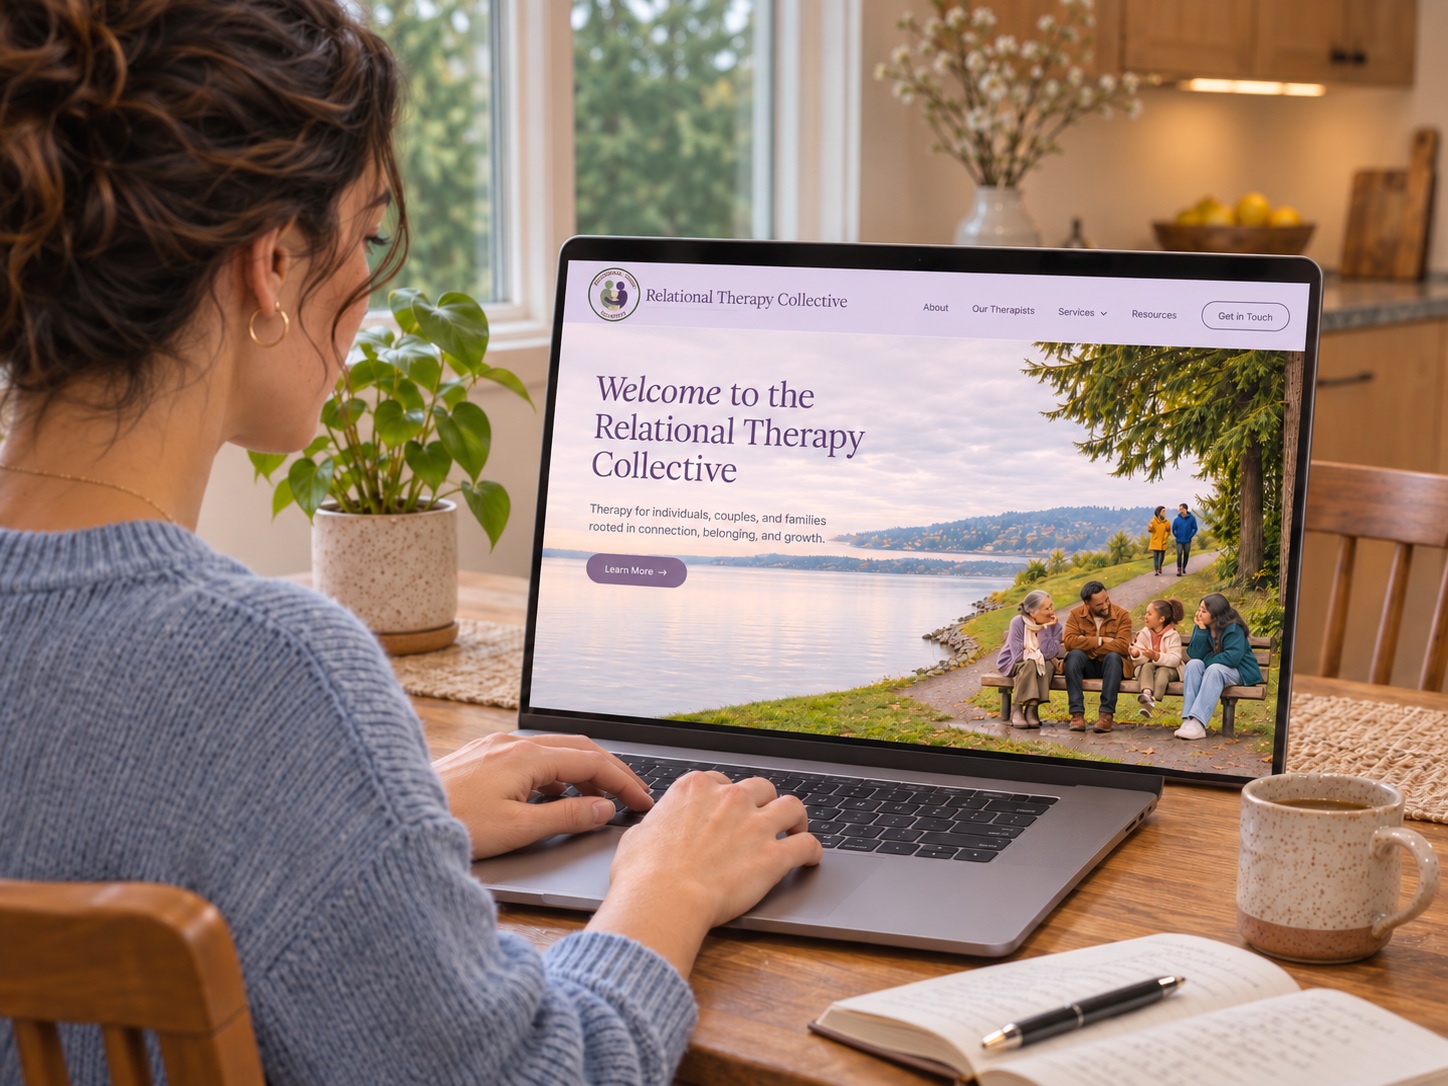 Relational Therapy Collective
About
Our Therapists
Services
Resources
Get in Touch
Welcome to the
Relational Therapy
Collective
Therapy for individuals, couples, and families
rooted in connection, belonging, and growth.
Learn More →